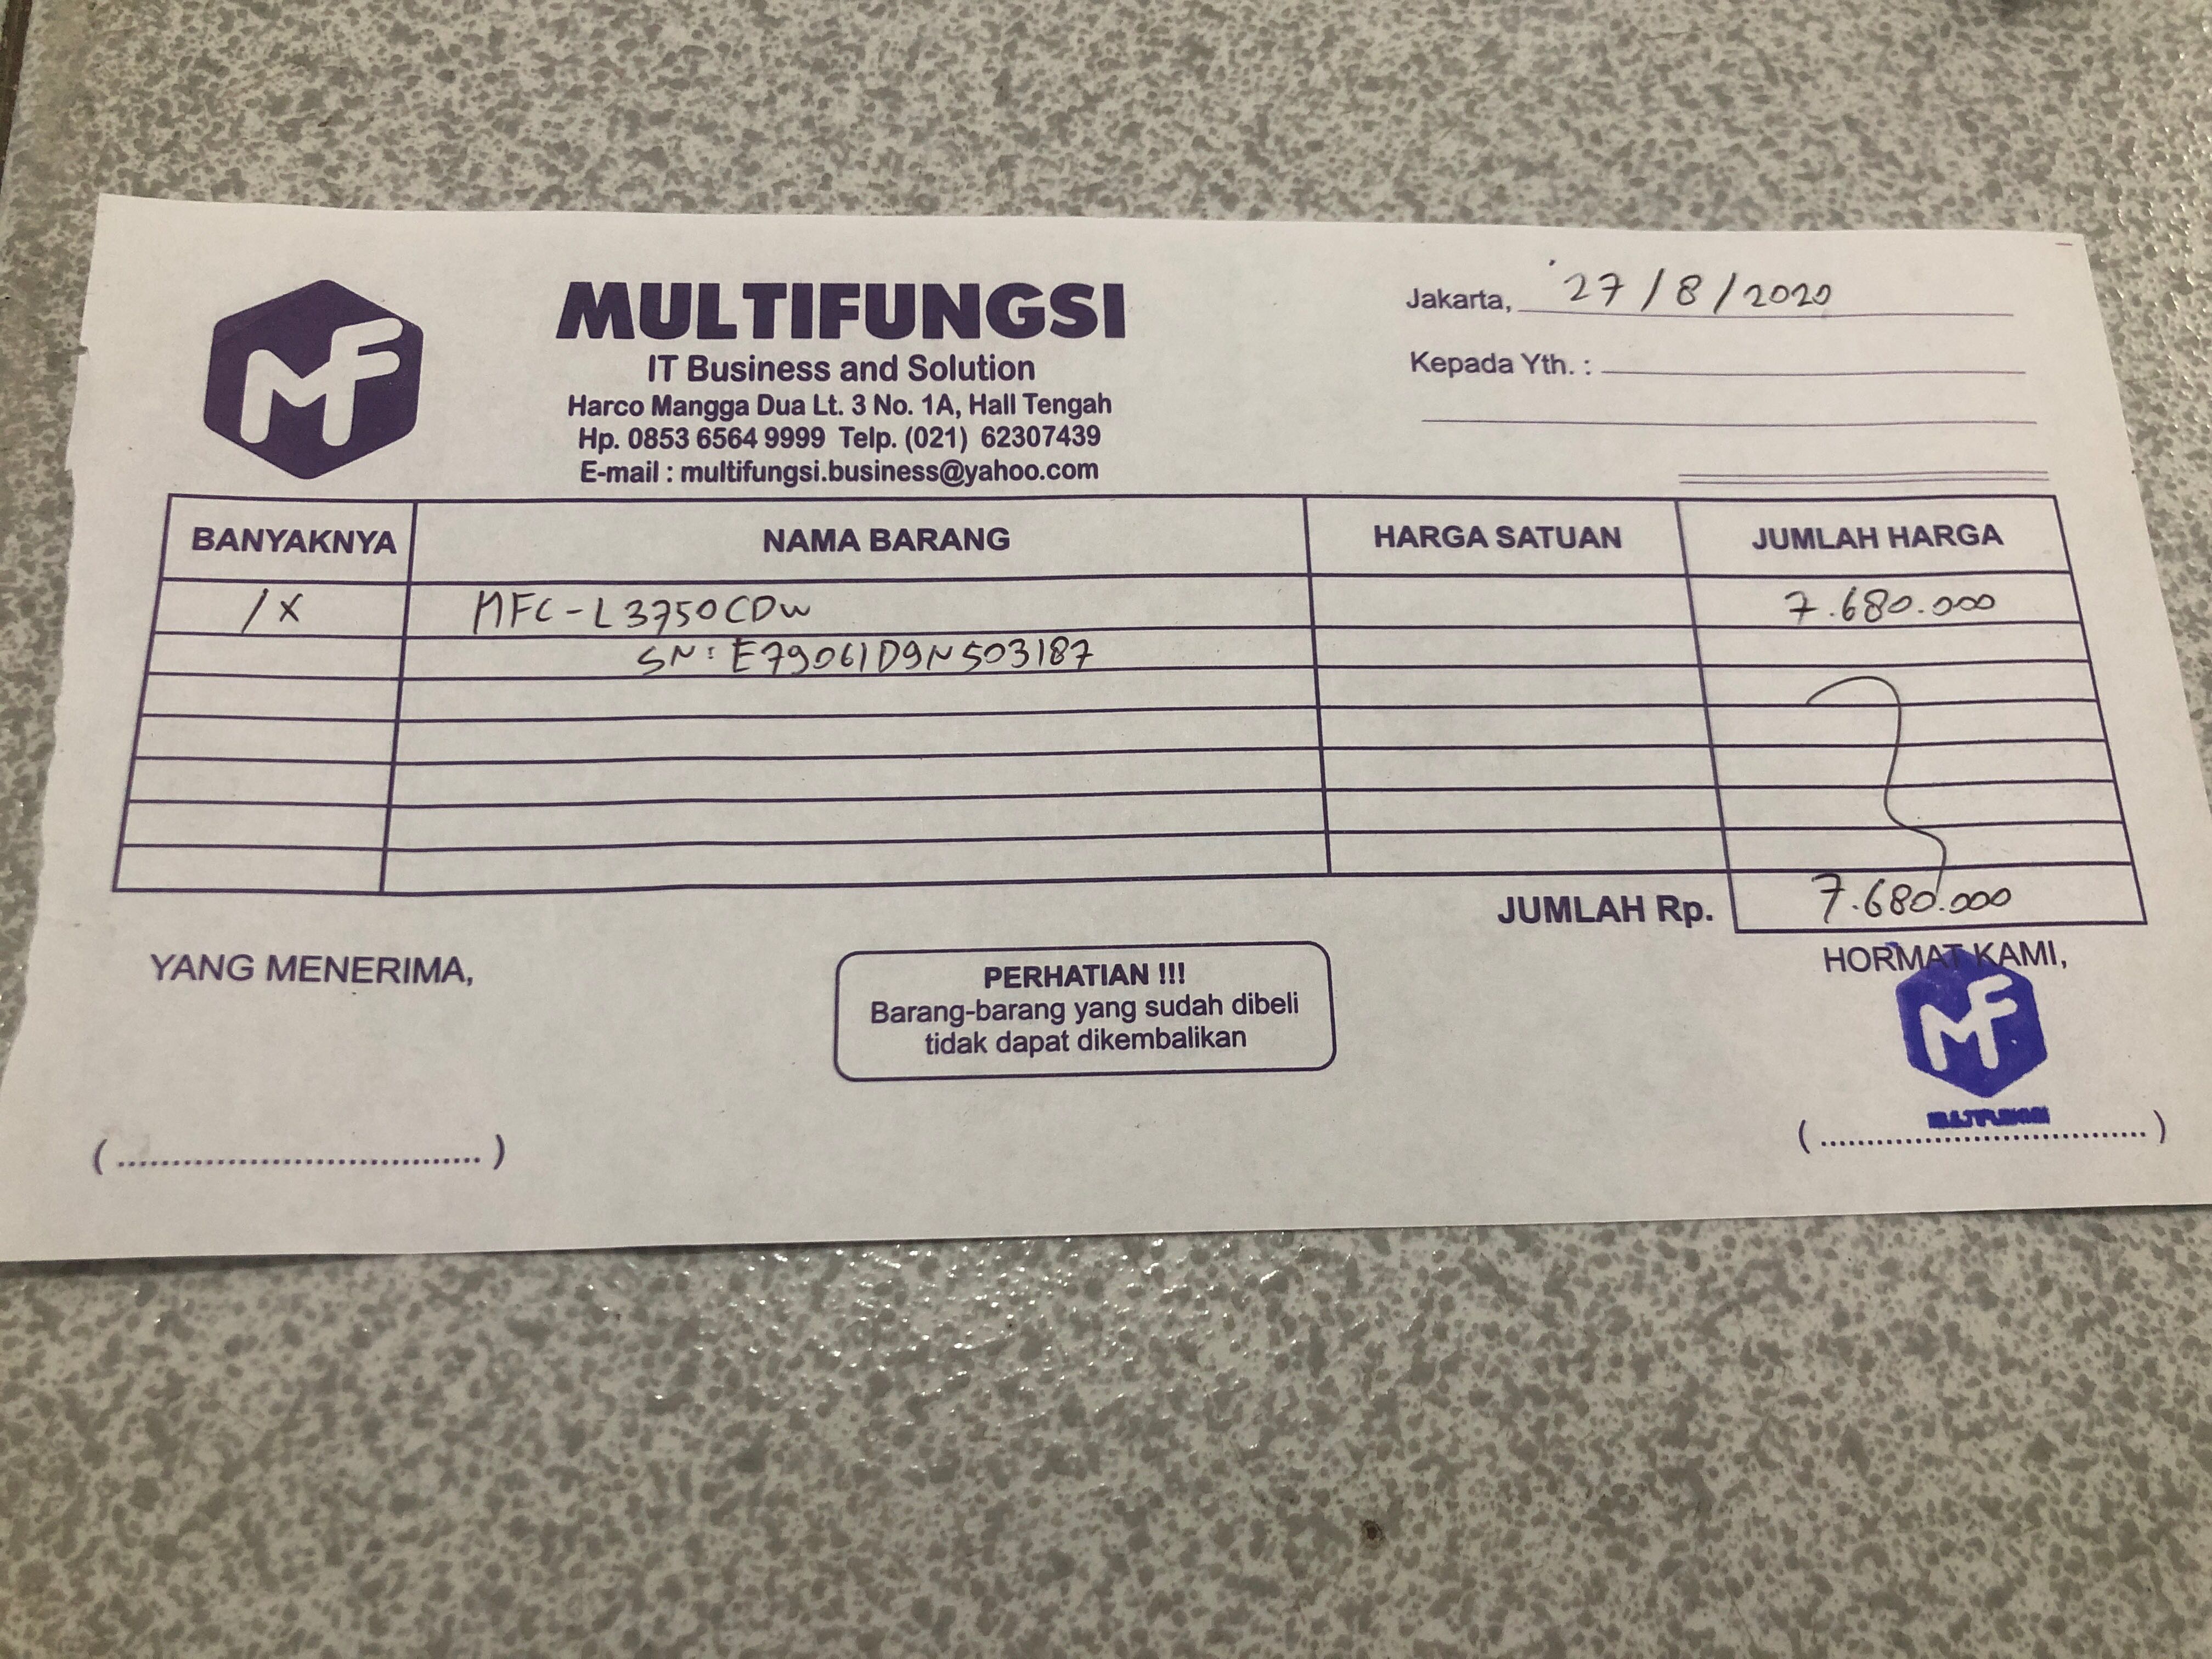 MF
MULTIFUNGSI
IT Business and Solution
Harco Mangga Dua Lt. 3 No. 1A, Hall Tengah
Hp. 0853 6564 9999 Telp. (021) 62307439
E-mail : multifungsi.business@yahoo.com
Jakarta, 27/8/2020
Kepada Yth. :
BANYAKNYA NAMA BARANG HARGA SATUAN JUMLAH HARGA
1X MFC-L3750CDW 7.680.000
SN: E79061D9N503187
JUMLAH Rp. 7.680.000
YANG MENERIMA,
PERHATIAN !!!
Barang-barang yang sudah dibeli
tidak dapat dikembalikan
HORMAT KAMI,
MF
MULTIFUNGSI
(..................................)
(..................................)